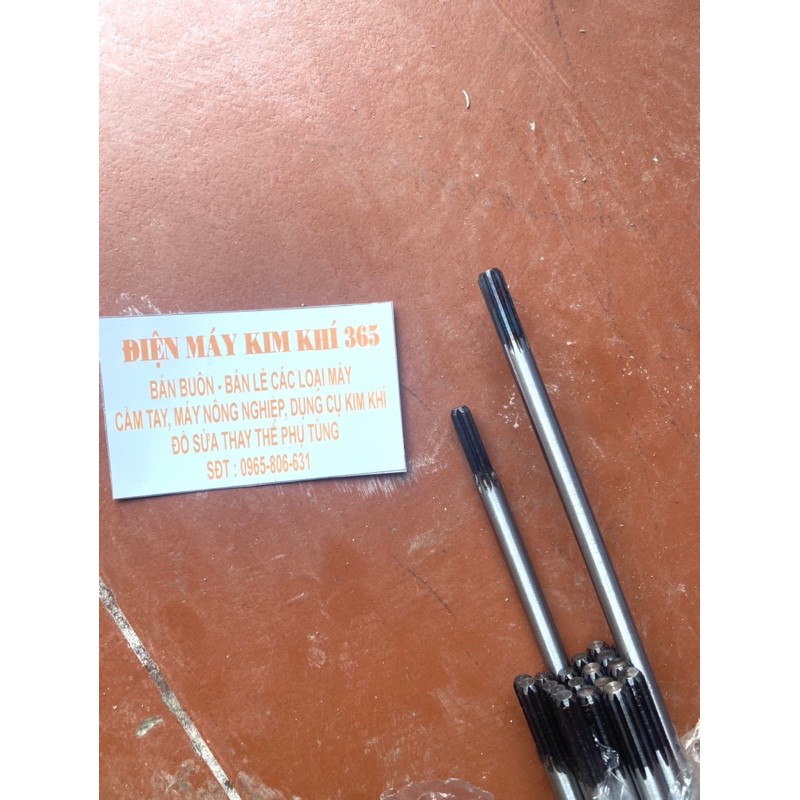 ĐIỆN MÁY KIM KHÍ 365
BÁN BUÔN - BÁN LẺ CÁC LOẠI MÁY
CẦM TAY, MÁY NÔNG NGHIỆP, DỤNG CỤ KIM KHÍ
ĐỒ SỬA THAY THẾ PHỤ TÙNG
SĐT : 0965-806-631